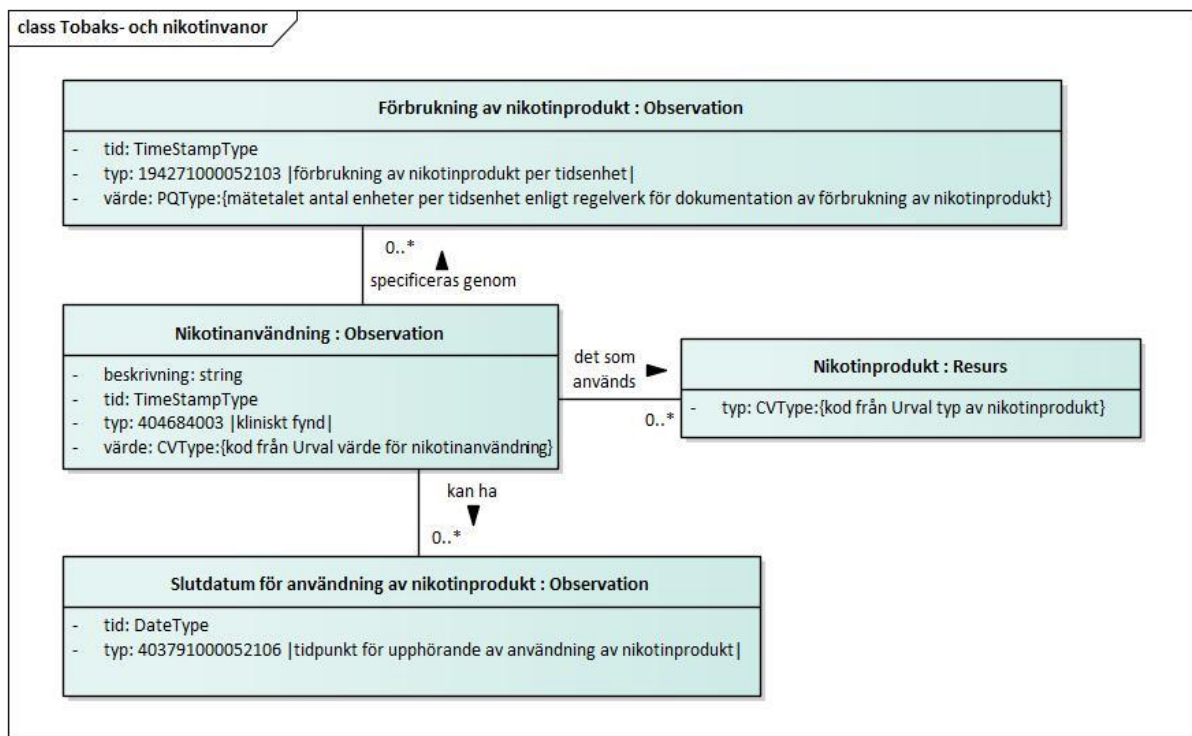 class Tobaks- och nikotinvanor
Förbrukning av nikotinprodukt : Observation
- tid: TimeStampType
- typ: 194271000052103 |förbrukning av nikotinprodukt per tidsenhet|
- värde: PQType:{mätetalet antal enheter per tidsenhet enligt regelverk för dokumentation av förbrukning av nikotinprodukt}
0..*
specificeras genom
Nikotinanvändning : Observation
- beskrivning: string
- tid: TimeStampType
- typ: 404684003 |kliniskt fynd|
- värde: CVType:{kod från Urval värde för nikotinanvändning}
det som
används
0..*
Nikotinprodukt : Resurs
- typ: CVType:{kod från Urval typ av nikotinprodukt}
kan ha
0..*
Slutdatum för användning av nikotinprodukt : Observation
- tid: DateType
- typ: 403791000052106 |tidpunkt för upphörande av användning av nikotinprodukt|